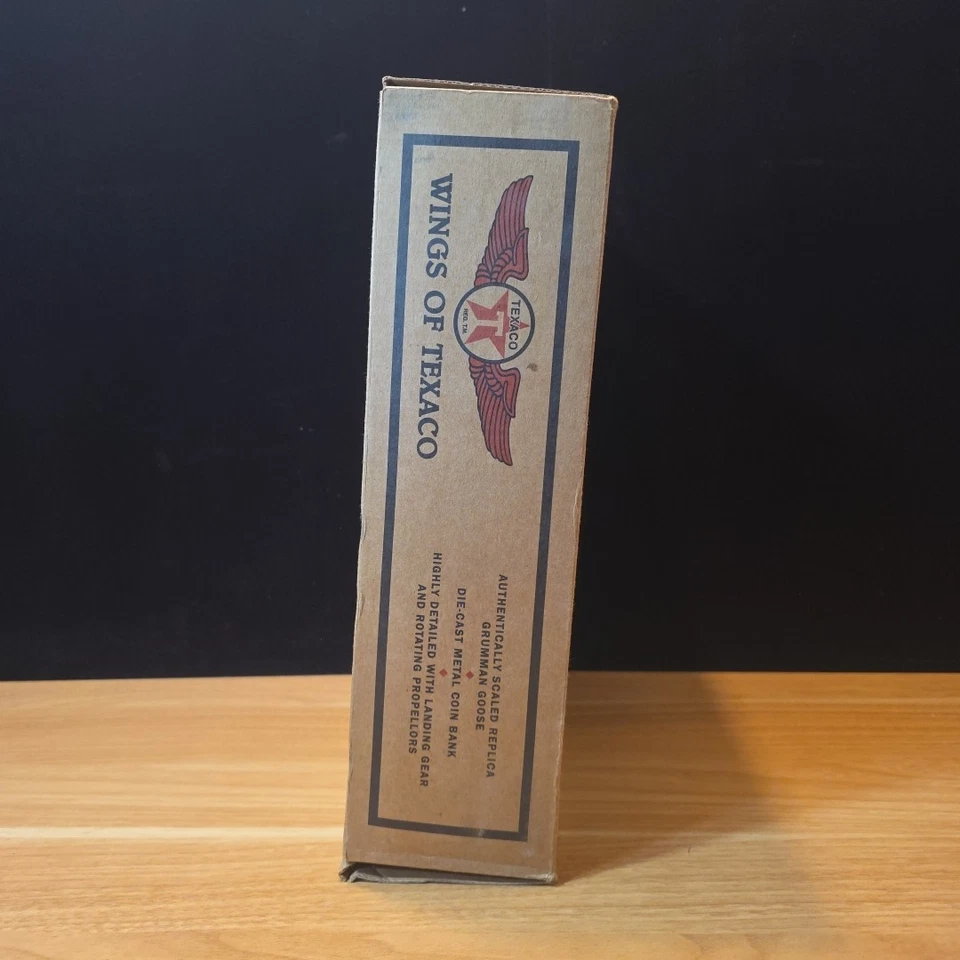 TEXACO
T
REG. T.M.
WINGS OF TEXACO
AUTHENTICALLY SCALED REPLICA
GRUMMAN GOOSE
DIE-CAST METAL COIN BANK
HIGHLY DETAILED WITH LANDING GEAR
AND ROTATING PROPELLORS